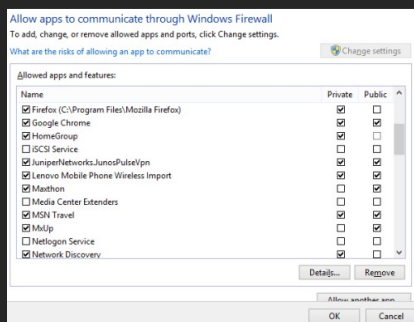 Allow apps to communicate through Windows Firewall
To add, change, or remove allowed apps and ports, click Change settings.
What are the risks of allowing an app to communicate?
Change settings
Allowed apps and features:
Name Private Public
Firefox (C:\Program Files\Mozilla Firefox)
Google Chrome
HomeGroup
iSCSI Service
JuniperNetworks.JunosPulseVpn
Lenovo Mobile Phone Wireless Import
Maxthon
Media Center Extenders
MSN Travel
MxUp
Netlogon Service
Network Discovery
Details... Remove
Allow another app...
OK Cancel